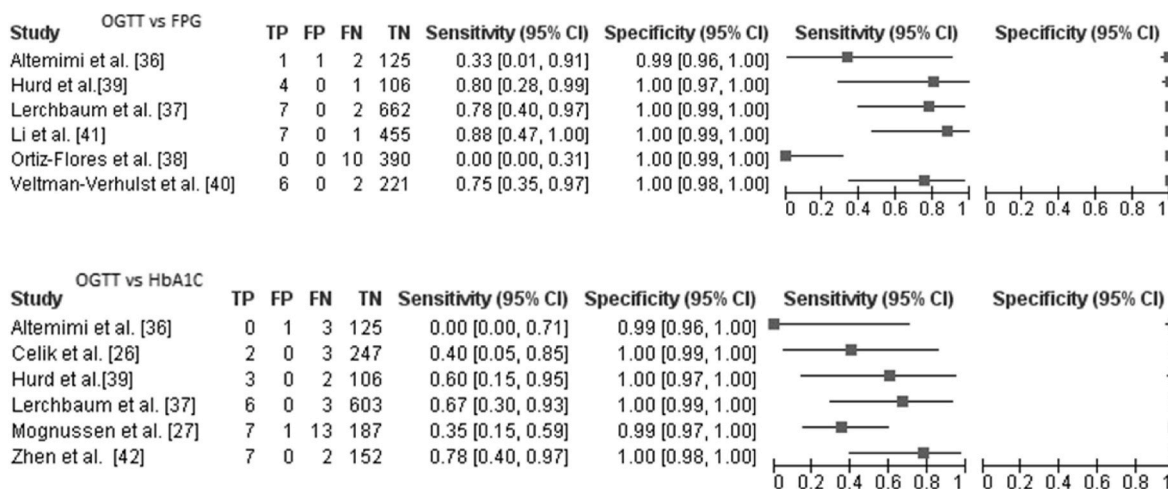 OGTT vs FPG
Study TP FP FN TN Sensitivity (95% CI) Specificity (95% CI) Sensitivity (95% CI) Specificity (95% CI)
Altemimi et al. [36] 1 1 2 125 0.33 [0.01, 0.91] 0.99 [0.96, 1.00]
Hurd et al.[39] 4 0 1 106 0.80 [0.28, 0.99] 1.00 [0.97, 1.00]
Lerchbaum et al. [37] 7 0 2 662 0.78 [0.40, 0.97] 1.00 [0.99, 1.00]
Li et al. [41] 7 0 1 455 0.88 [0.47, 1.00] 1.00 [0.99, 1.00]
Ortiz-Flores et al. [38] 0 0 10 390 0.00 [0.00, 0.31] 1.00 [0.99, 1.00]
Veltman-Verhulst et al. [40] 6 0 2 221 0.75 [0.35, 0.97] 1.00 [0.98, 1.00]
0 0.2 0.4 0.6 0.8 1 0 0.2 0.4 0.6 0.8 1
OGTT vs HbA1C
Study TP FP FN TN Sensitivity (95% CI) Specificity (95% CI) Sensitivity (95% CI) Specificity (95% CI)
Altemimi et al. [36] 0 1 3 125 0.00 [0.00, 0.71] 0.99 [0.96, 1.00]
Celik et al. [26] 2 0 3 247 0.40 [0.05, 0.85] 1.00 [0.99, 1.00]
Hurd et al.[39] 3 0 2 106 0.60 [0.15, 0.95] 1.00 [0.97, 1.00]
Lerchbaum et al. [37] 6 0 3 603 0.67 [0.30, 0.93] 1.00 [0.99, 1.00]
Mognussen et al. [27] 7 1 13 187 0.35 [0.15, 0.59] 0.99 [0.97, 1.00]
Zhen et al. [42] 7 0 2 152 0.78 [0.40, 0.97] 1.00 [0.98, 1.00]
0 0.2 0.4 0.6 0.8 1 0 0.2 0.4 0.6 0.8 1